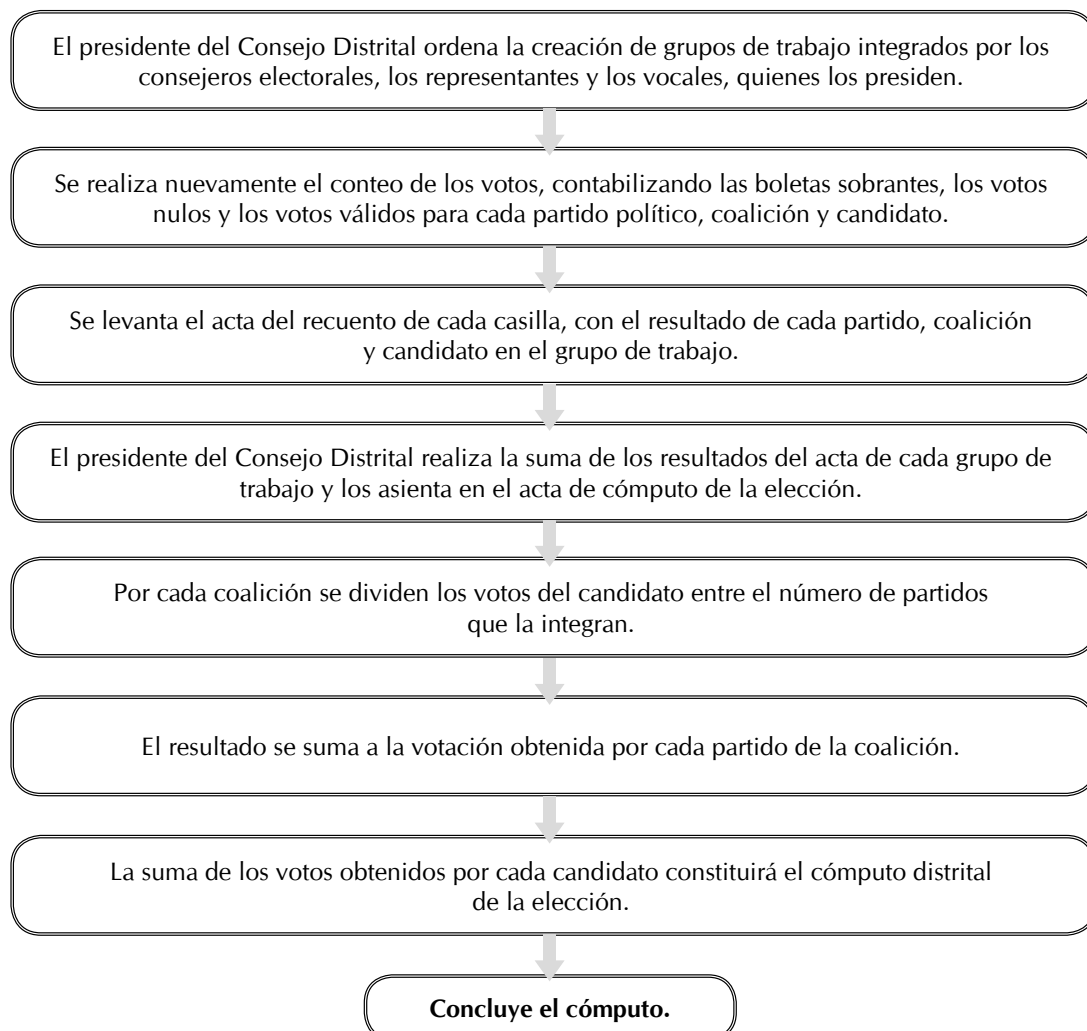 El presidente del Consejo Distrital ordena la creación de grupos de trabajo integrados por los
consejeros electorales, los representantes y los vocales, quienes los presiden.
Se realiza nuevamente el conteo de los votos, contabilizando las boletas sobrantes, los votos
nulos y los votos válidos para cada partido político, coalición y candidato.
Se levanta el acta del recuento de cada casilla, con el resultado de cada partido, coalición
y candidato en el grupo de trabajo.
El presidente del Consejo Distrital realiza la suma de los resultados del acta de cada grupo de
trabajo y los asienta en el acta de cómputo de la elección.
Por cada coalición se dividen los votos del candidato entre el número de partidos
que la integran.
El resultado se suma a la votación obtenida por cada partido de la coalición.
La suma de los votos obtenidos por cada candidato constituirá el cómputo distrital
de la elección.
Concluye el cómputo.